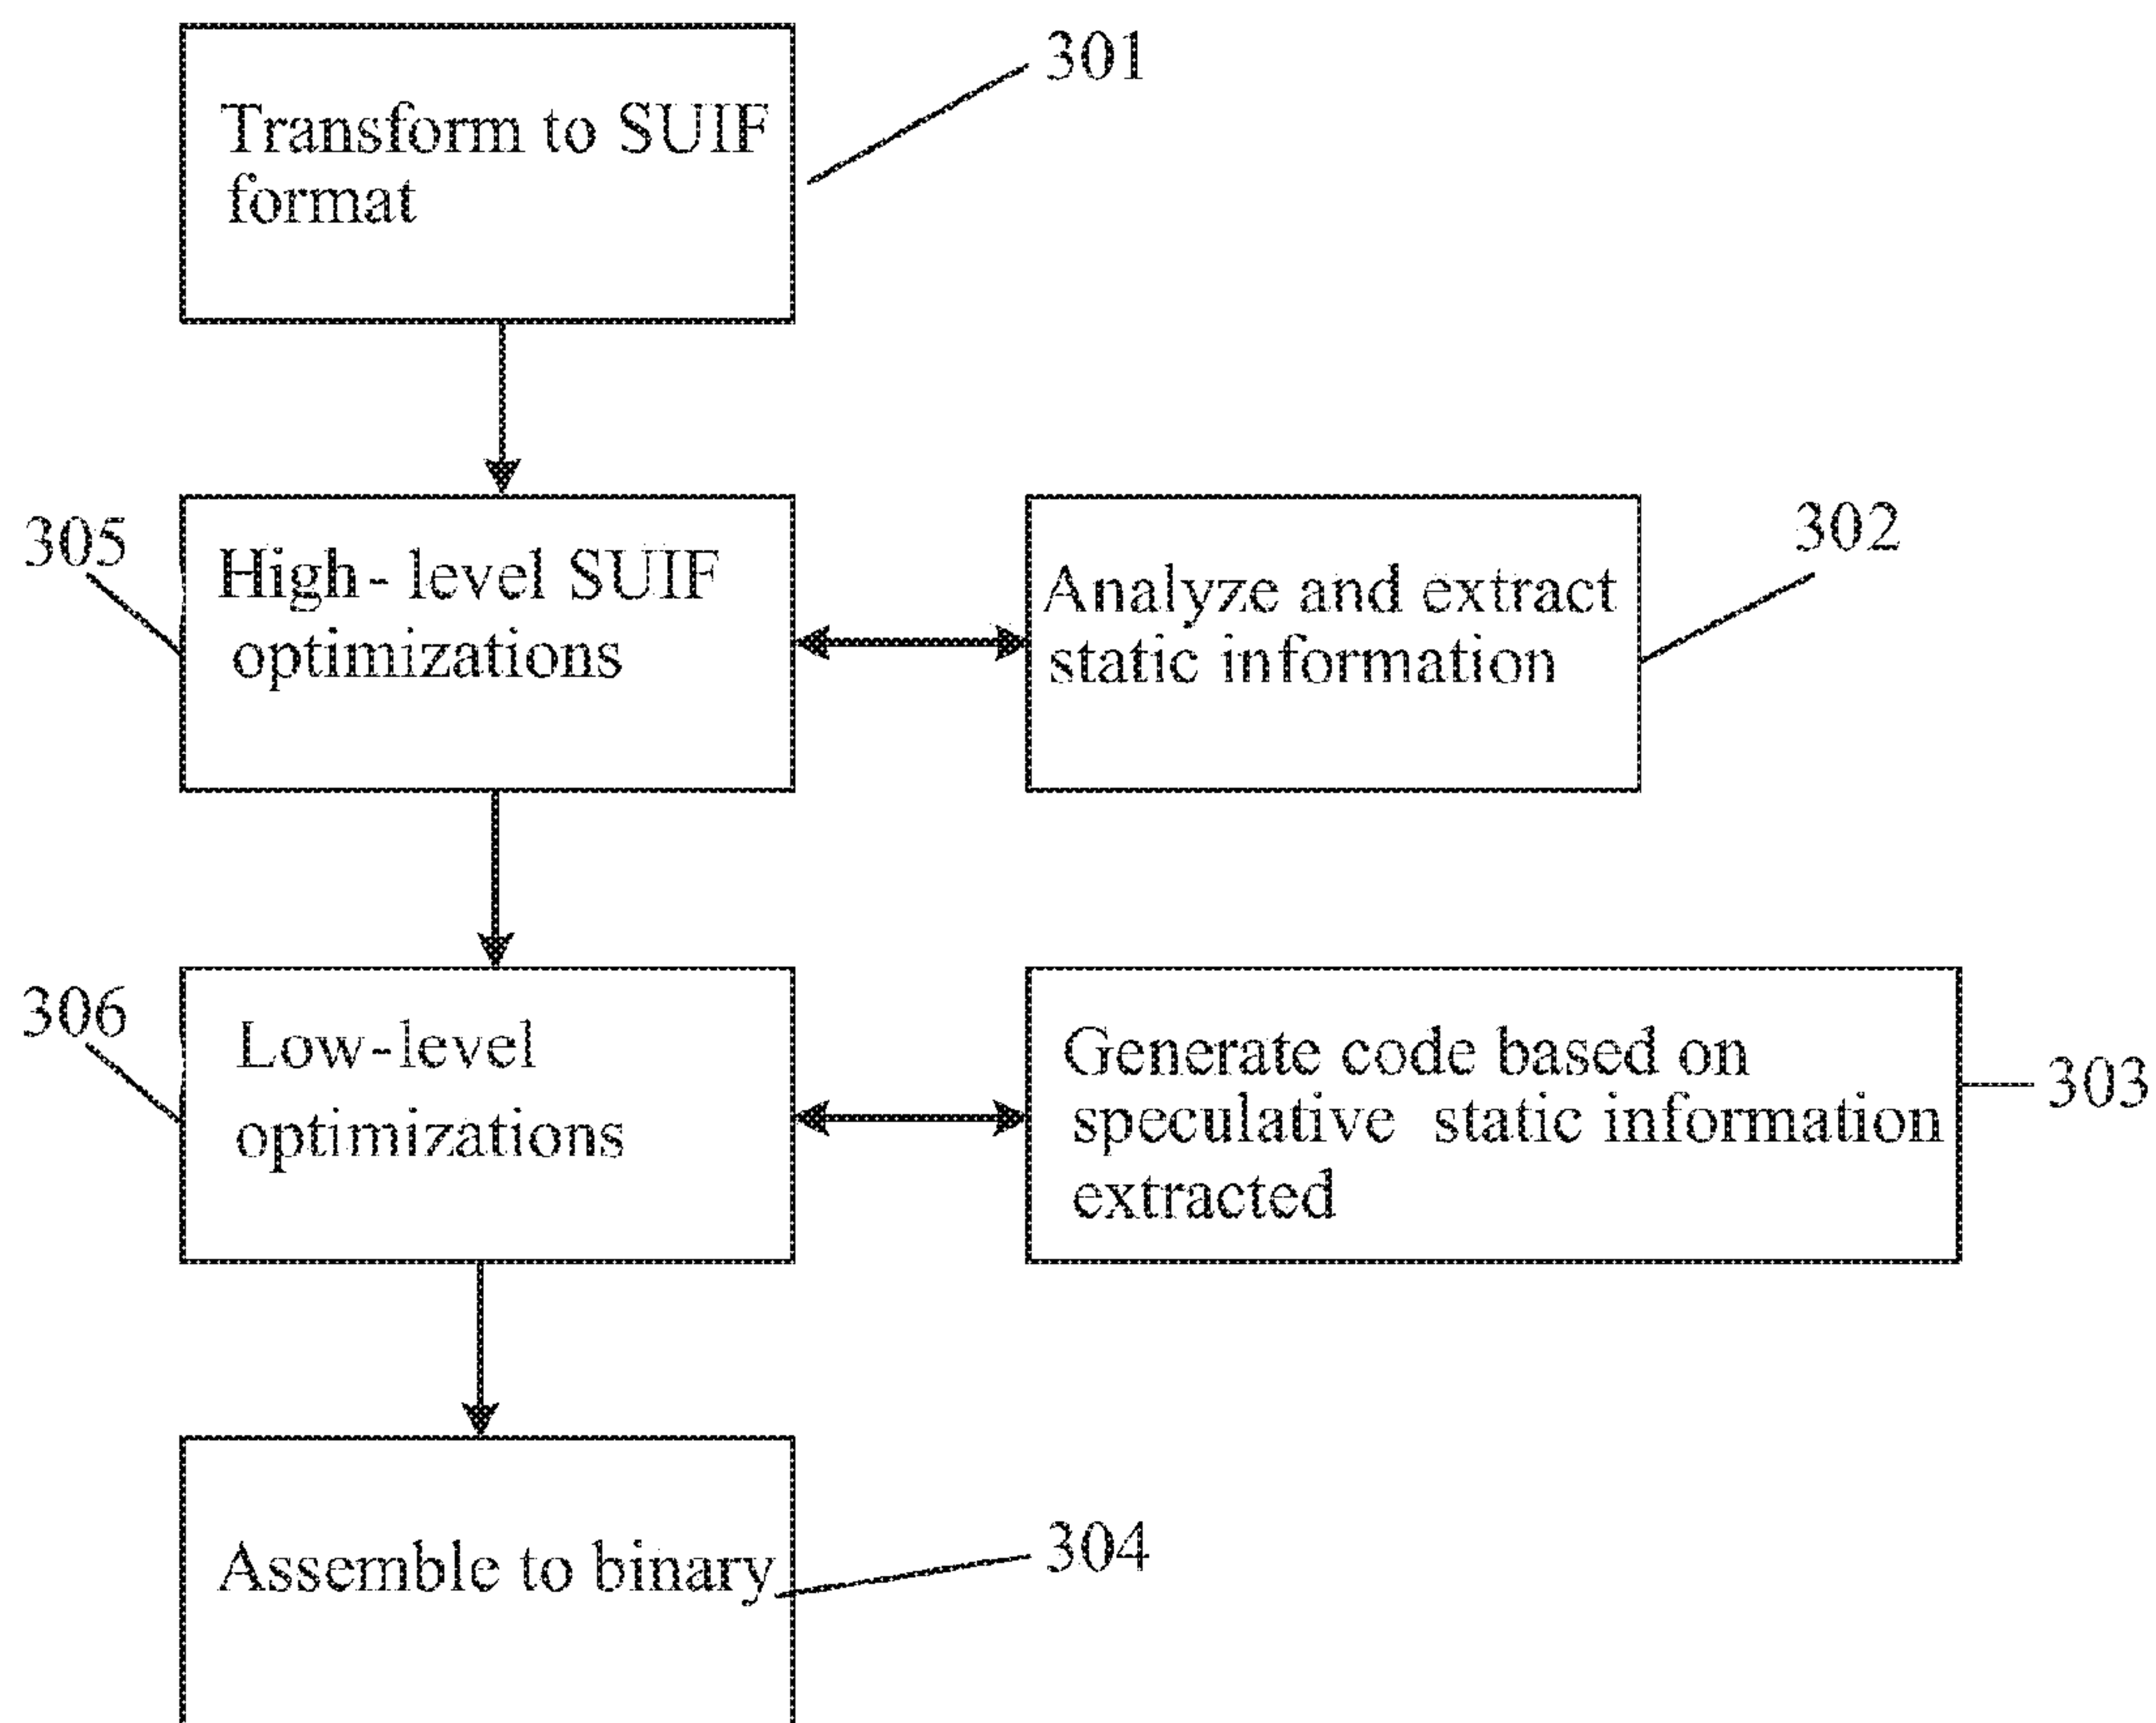 301
Transform to SUIF
format
305
High- level SUIF
optimizations
302
Analyze and extract
static information
306
Low-level
optimizations
Generate code based on
speculative static information
extracted
303
Assemble to binary
304